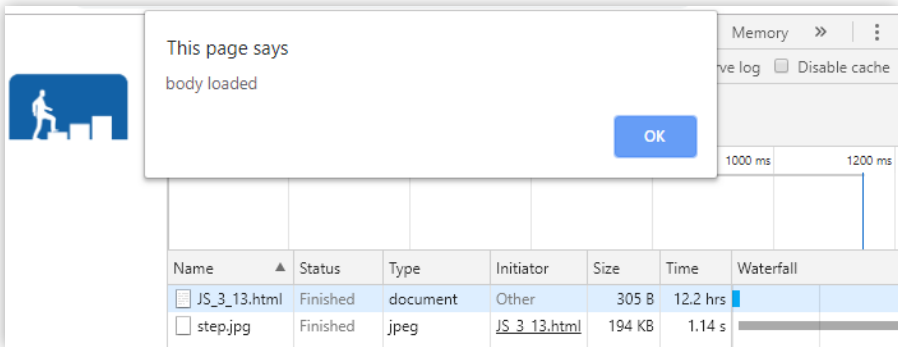 This page says
body loaded
OK
Memory »
rve log Disable cache
1000 ms 1200 ms
Name Status Type Initiator Size Time Waterfall
JS_3_13.html Finished document Other 305 B 12.2 hrs
step.jpg Finished jpeg JS_3_13.html 194 KB 1.14 s